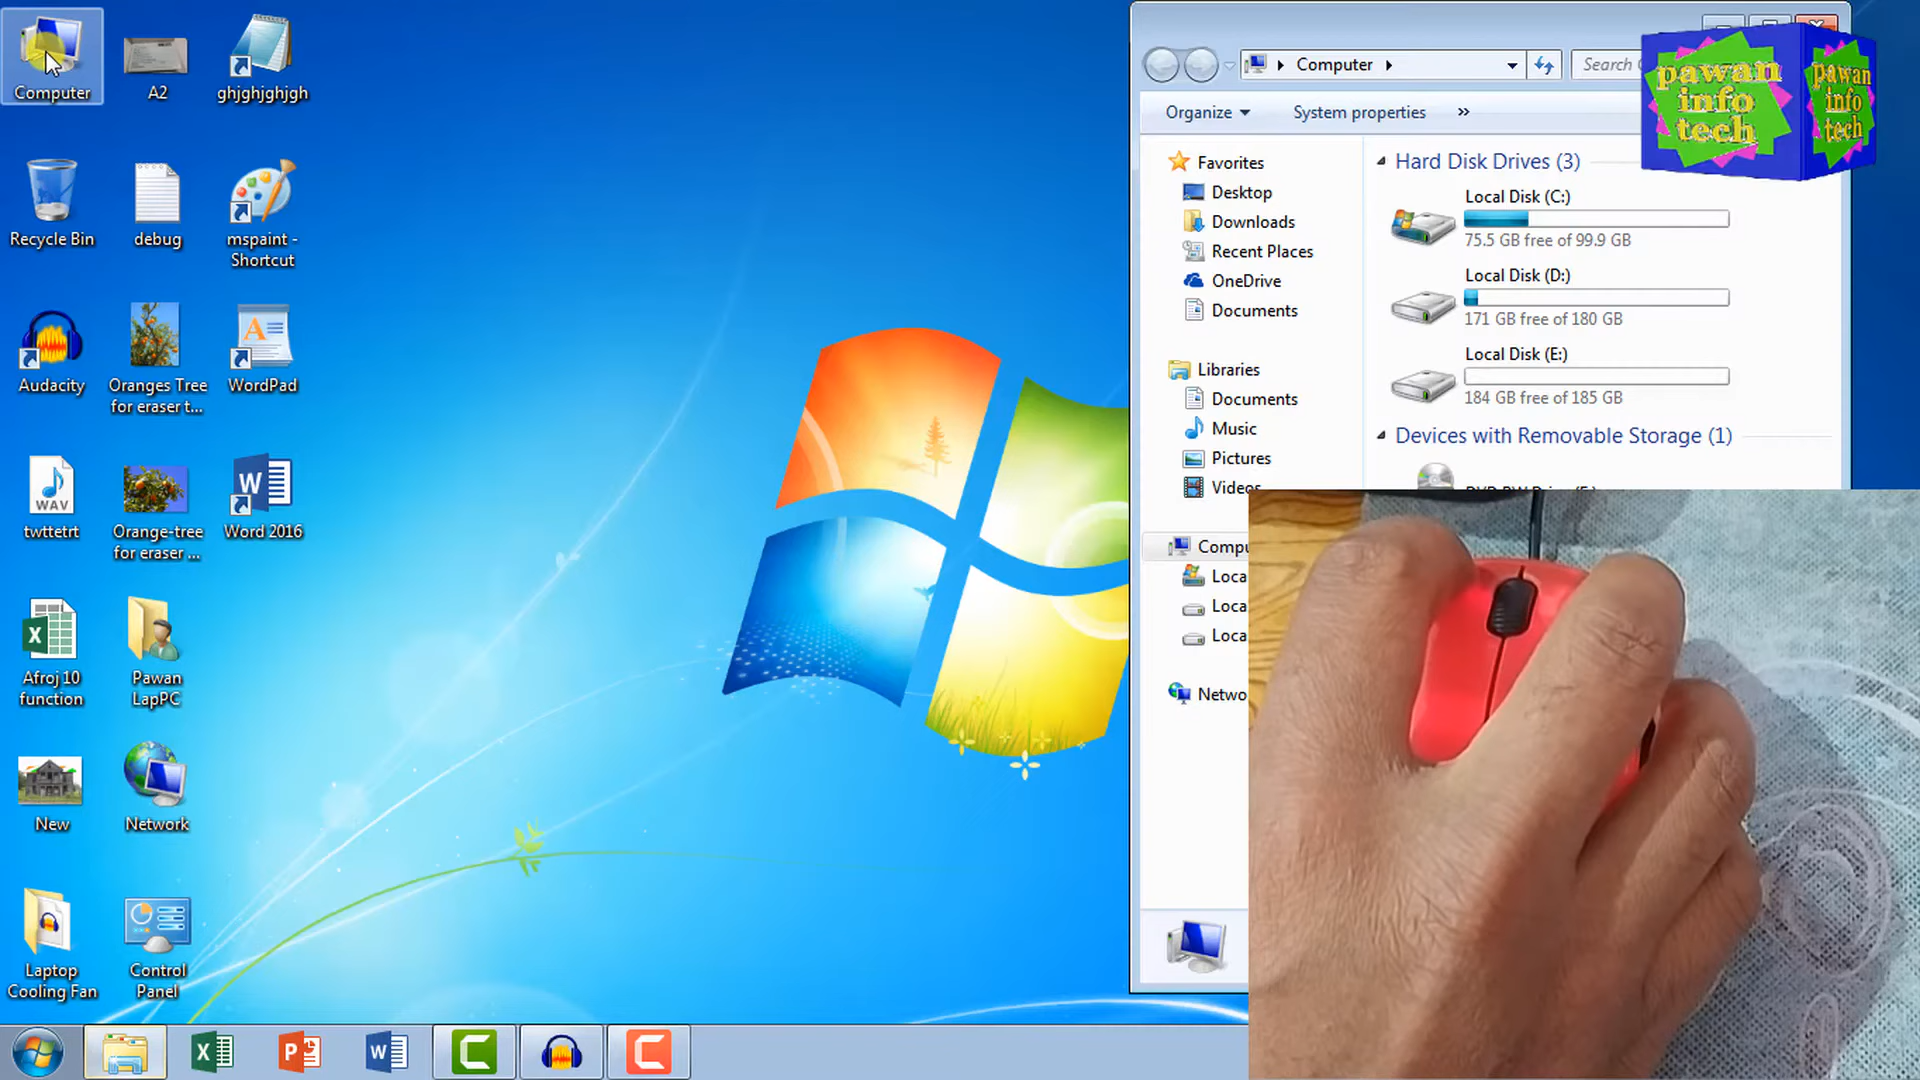 Computer
A2
ghjghjghjgh
Recycle Bin
debug
mspaint -
Shortcut
Audacity
Oranges Tree
for eraser t...
WordPad
WAV
twttetrt
Orange-tree
for eraser ...
Word 2016
Afroj 10
function
Pawan
LapPC
New
Network
Laptop
Cooling Fan
Control
Panel
Computer
Search
Organize
System properties
»
Favorites
Desktop
Downloads
Recent Places
OneDrive
Documents
Libraries
Documents
Music
Pictures
Videos
Compu
Loca
Loca
Loca
Netwo
Hard Disk Drives (3)
Local Disk (C:)
75.5 GB free of 99.9 GB
Local Disk (D:)
171 GB free of 180 GB
Local Disk (E:)
184 GB free of 185 GB
Devices with Removable Storage (1)
pawan
info
tech
pawan
info
tech